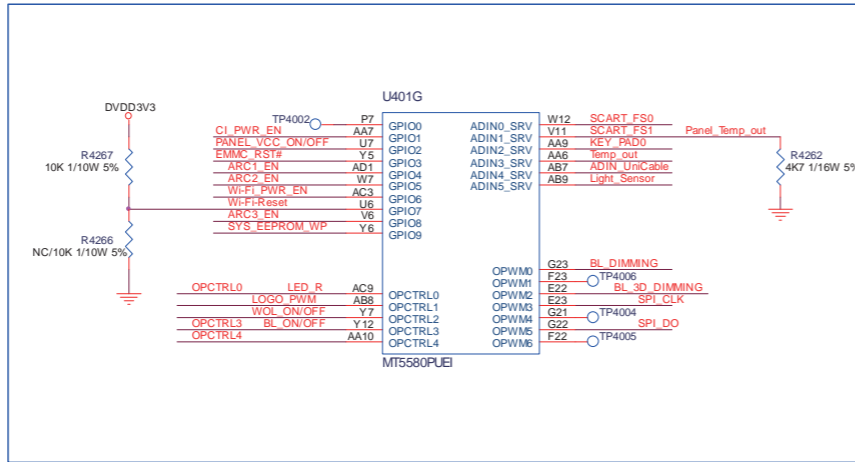 U401G
DVDD3V3
TP4002 P7 GPIO0 ADIN0_SRV W12 SCART_FS0
CI_PWR_EN AA7 GPIO1 ADIN1_SRV V11 SCART_FS1 Panel_Temp_out
PANEL_VCC_ON/OFF U7 GPIO2 ADIN2_SRV AA9 KEY_PAD0
EMMC_RST# Y5 GPIO3 ADIN3_SRV AA6 Temp_out
ARC1_EN AD1 GPIO4 ADIN4_SRV AB7 ADIN_UniCable
ARC2_EN W7 GPIO5 ADIN5_SRV AB9 Light_Sensor
Wi-Fi_PWR_EN AC3 GPIO6
Wi-Fi-Reset U6 GPIO7
ARC3_EN V6 GPIO8
SYS_EEPROM_WP Y6 GPIO9
R4267
10K 1/10W 5%
R4262
4K7 1/16W 5%
R4266
NC/10K 1/10W 5%
OPWM0 G23 BL_DIMMING
OPWM1 F23 TP4006
OPCTRL0 LED_R AC9 OPCTRL0 OPWM2 E22 BL_3D_DIMMING
LOGO_PWM AB8 OPCTRL1 OPWM3 E23 SPI_CLK
WOL_ON/OFF Y7 OPCTRL2 OPWM4 G21 TP4004
OPCTRL3 BL_ON/OFF Y12 OPCTRL3 OPWM5 G22 SPI_DO
OPCTRL4 AA10 OPCTRL4 OPWM6 F22 TP4005
MT5580PUEI